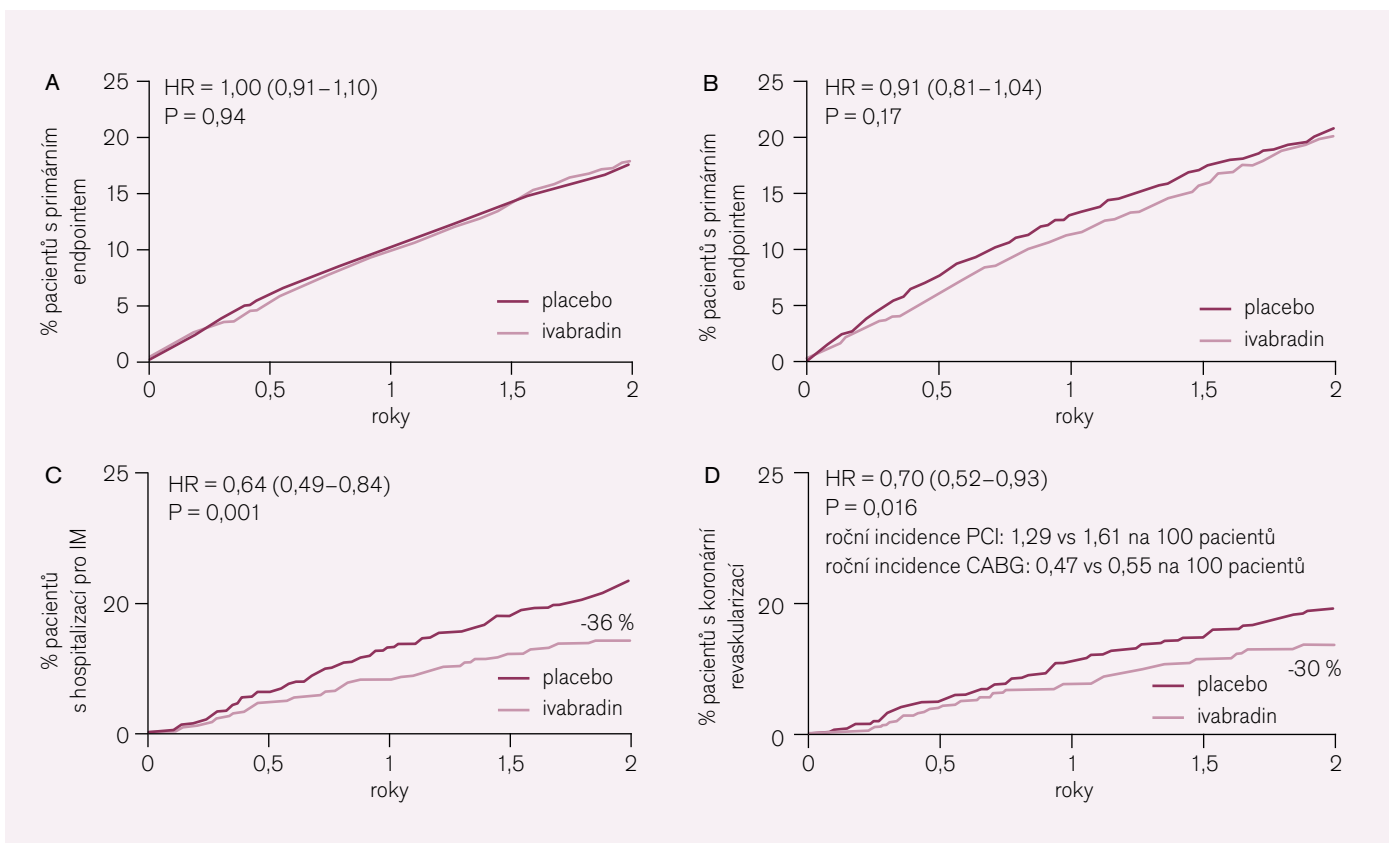 A
HR = 1,00 (0,91–1,10)
P = 0,94
% pacientů s primárním
endpointem
25
20
15
10
5
0
placebo
ivabradin
0 0,5 1 1,5 2
roky
B
HR = 0,91 (0,81–1,04)
P = 0,17
% pacientů s primárním
endpointem
25
20
15
10
5
0
placebo
ivabradin
0 0,5 1 1,5 2
roky
C
HR = 0,64 (0,49–0,84)
P = 0,001
% pacientů
s hospitalizací pro IM
25
20
0
-36 %
placebo
ivabradin
0 0,5 1 1,5 2
roky
D
HR = 0,70 (0,52–0,93)
P = 0,016
roční incidence PCI: 1,29 vs 1,61 na 100 pacientů
roční incidence CABG: 0,47 vs 0,55 na 100 pacientů
% pacientů s koronární
revaskularizací
25
20
0
-30 %
placebo
ivabradin
0 0,5 1 1,5 2
roky